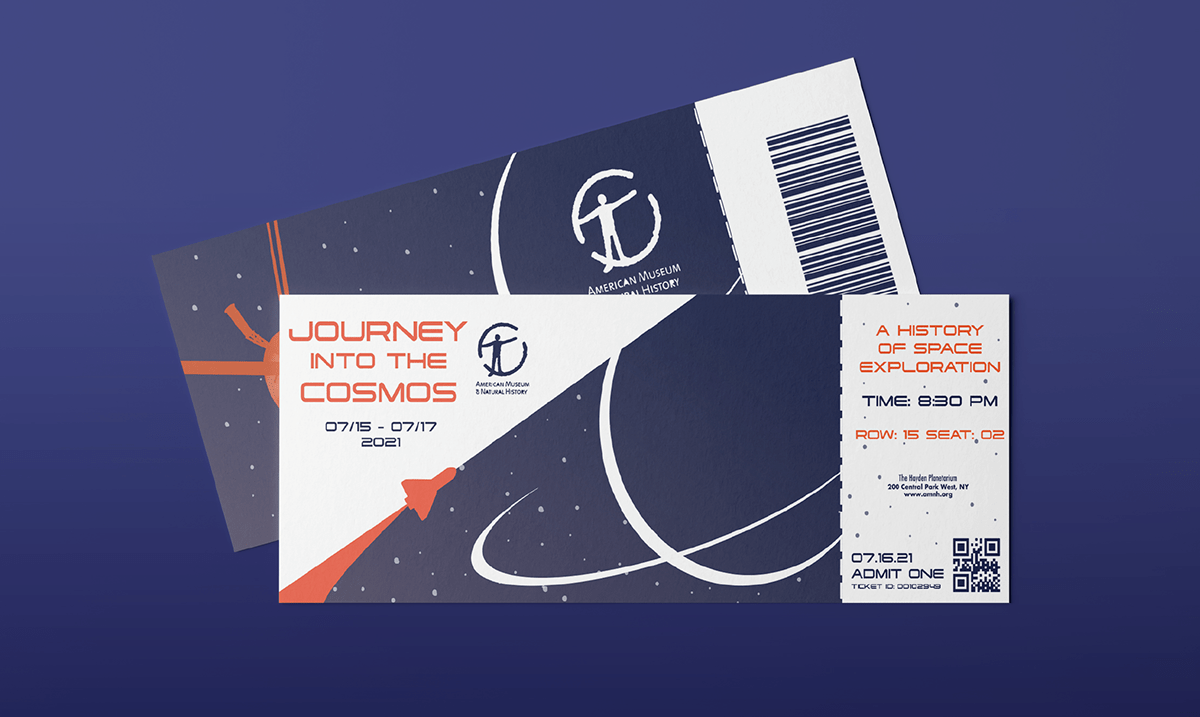 AMERICAN MUSEUM
NATURAL HISTORY
JOURNEY
INTO THE
COSMOS
AMERICAN MUSEUM
& NATURAL HISTORY
07/15 - 07/17
2021
A HISTORY
OF SPACE
EXPLORATION
TIME: 8:30 PM
ROW: 15 SEAT: 02
The Hayden Planetarium
200 Central Park West, NY
www.amnh.org
07.16.21
ADMIT ONE
TICKET ID: 00102949